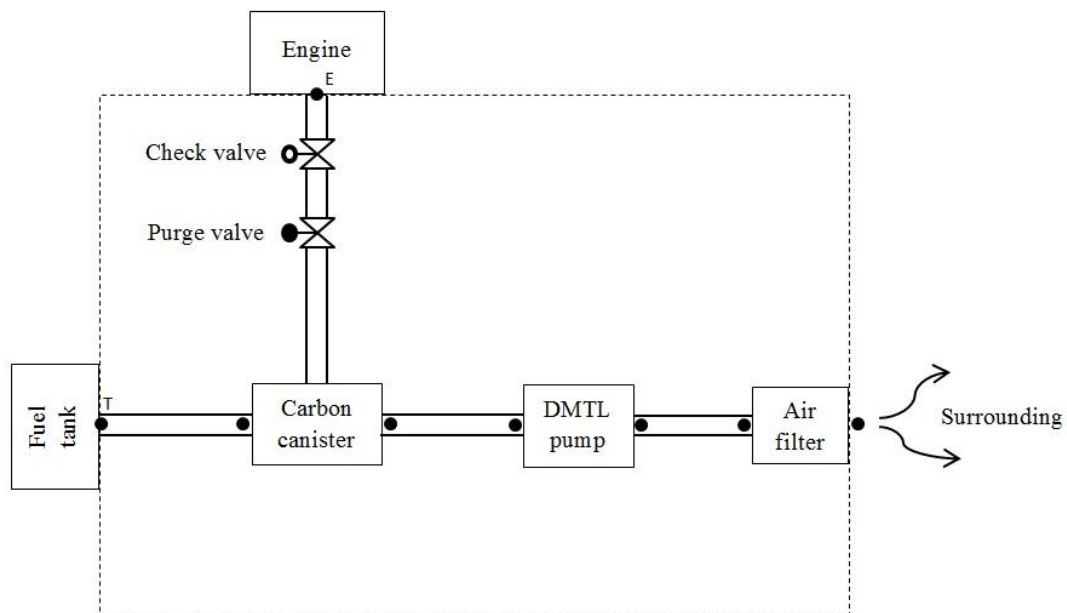 Engine
E
Check valve
Purge valve
Fuel
tank
T
Carbon
canister
DMTL
pump
Air
filter
Surrounding